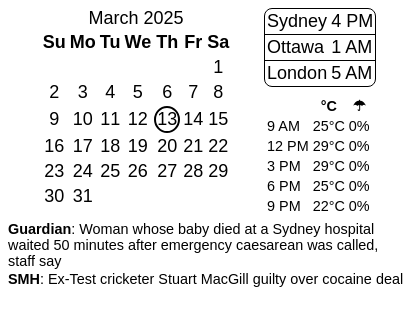 March 2025
Su Mo Tu We Th Fr Sa
1
2 3 4 5 6 7 8
9 10 11 12 13 14 15
16 17 18 19 20 21 22
23 24 25 26 27 28 29
30 31
Sydney 4 PM
Ottawa 1 AM
London 5 AM
°C ☂
9 AM 25°C 0%
12 PM 29°C 0%
3 PM 29°C 0%
6 PM 25°C 0%
9 PM 22°C 0%
Guardian: Woman whose baby died at a Sydney hospital
waited 50 minutes after emergency caesarean was called,
staff say
SMH: Ex-Test cricketer Stuart MacGill guilty over cocaine deal